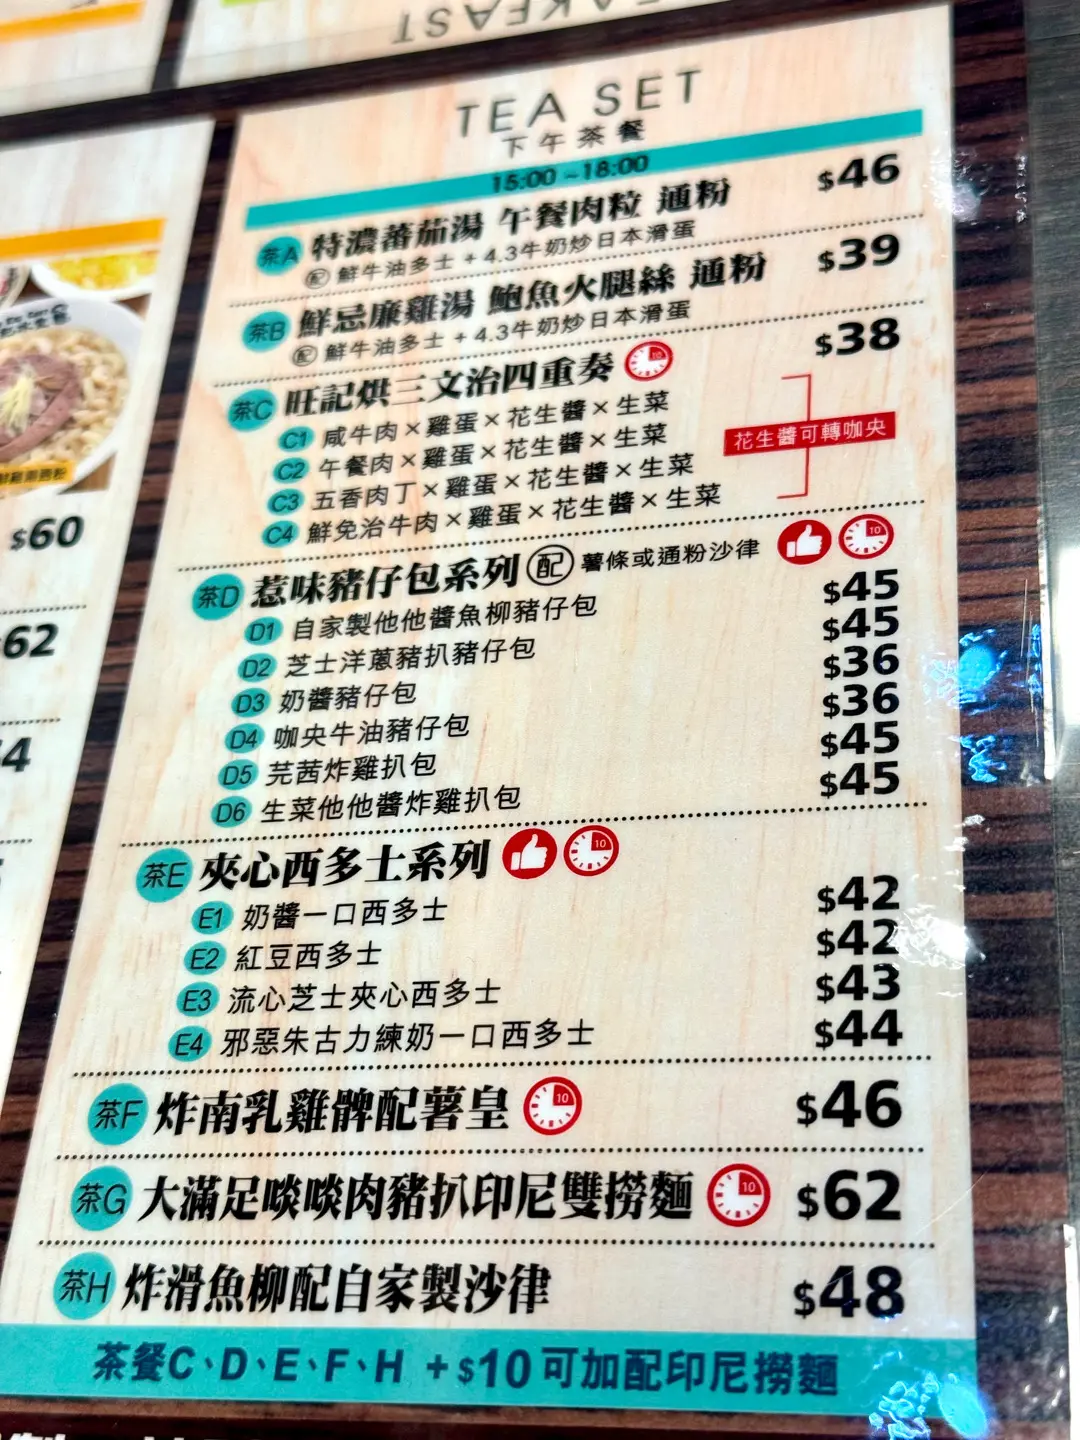 BREAKFAST
TEA SET
下午茶餐
15:00 ~18:00
茶A 特濃蕃茄湯 午餐肉粒 通粉 $46
配 鮮牛油多士 + 4.3牛奶炒日本滑蛋
茶B 鮮忌廉雞湯 鮑魚火腿絲 通粉 $39
配 鮮牛油多士 + 4.3牛奶炒日本滑蛋
茶C 旺記烘三文治四重奏 10 $38
C1 咸牛肉×雞蛋×花生醬×生菜
C2 午餐肉×雞蛋×花生醬×生菜
花生醬可轉咖央
C3 五香肉丁×雞蛋×花生醬×生菜
C4 鮮免治牛肉×雞蛋×花生醬×生菜
茶D 惹味豬仔包系列 配 薯條或通粉沙律 10
D1 自家製他他醬魚柳豬仔包 $45
D2 芝士洋蔥豬扒豬仔包 $45
D3 奶醬豬仔包 $36
D4 咖央牛油豬仔包 $36
D5 芫茜炸雞扒包 $45
D6 生菜他他醬炸雞扒包 $45
茶E 夾心西多士系列 10
E1 奶醬一口西多士 $42
E2 紅豆西多士 $42
E3 流心芝士夾心西多士 $43
E4 邪惡朱古力練奶一口西多士 $44
茶F 炸南乳雞髀配薯皇 10 $46
茶G 大滿足啖啖肉豬扒印尼雙撈麵 10 $62
茶H 炸滑魚柳配自家製沙律 $48
茶餐C、D、E、F、H +$10可加配印尼撈麵
$60
62
4